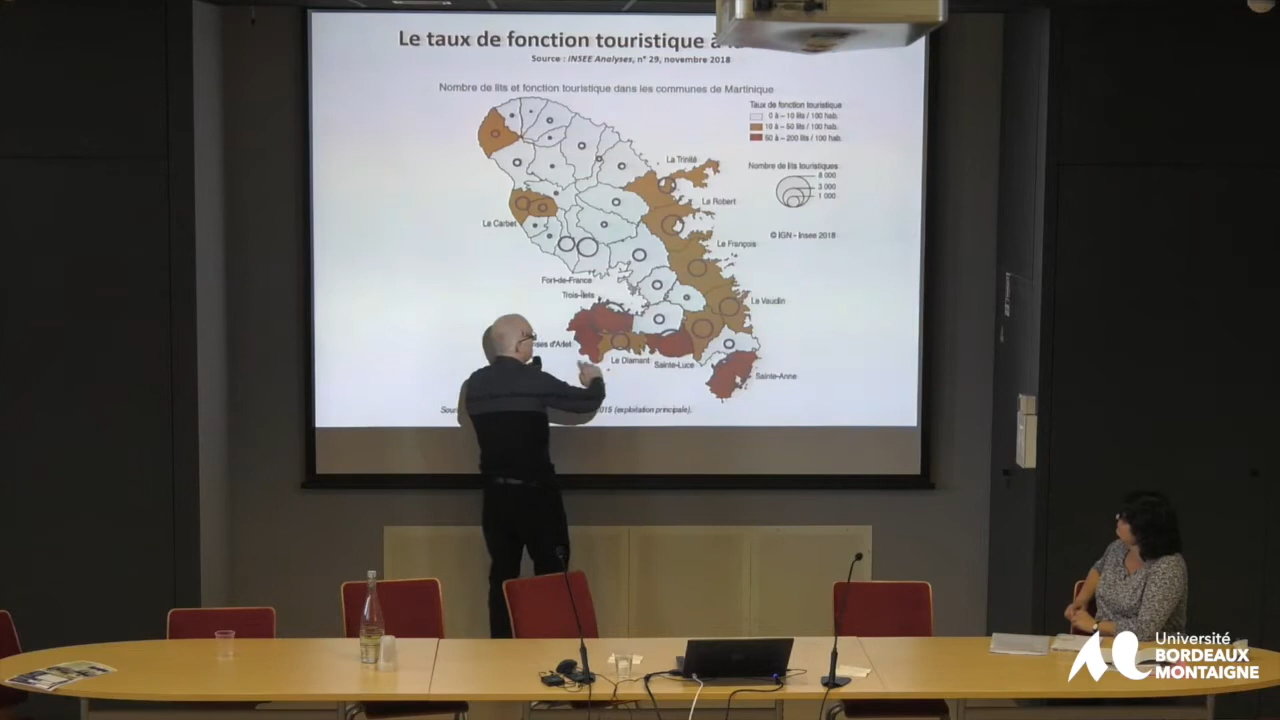 Le taux de fonction touristique à la
Source : INSEE Analyses, n° 29, novembre 2018
Nombre de lits et fonction touristique dans les communes de Martinique
Taux de fonction touristique
0 à – 10 lits / 100 hab.
10 à – 50 lits / 100 hab.
50 à – 200 lits / 100 hab.
Nombre de lits touristiques
8 000
3 000
1 000
© IGN - Insee 2018
La Trinité
Le Robert
Le Carbet
Le François
Fort-de-France
Trois-Ilets
Le Vauclin
ses d'Arlet
Le Diamant
Sainte-Luce
Sainte-Anne
2015 (exploitation principale).
Université
BORDEAUX
MONTAIGNE